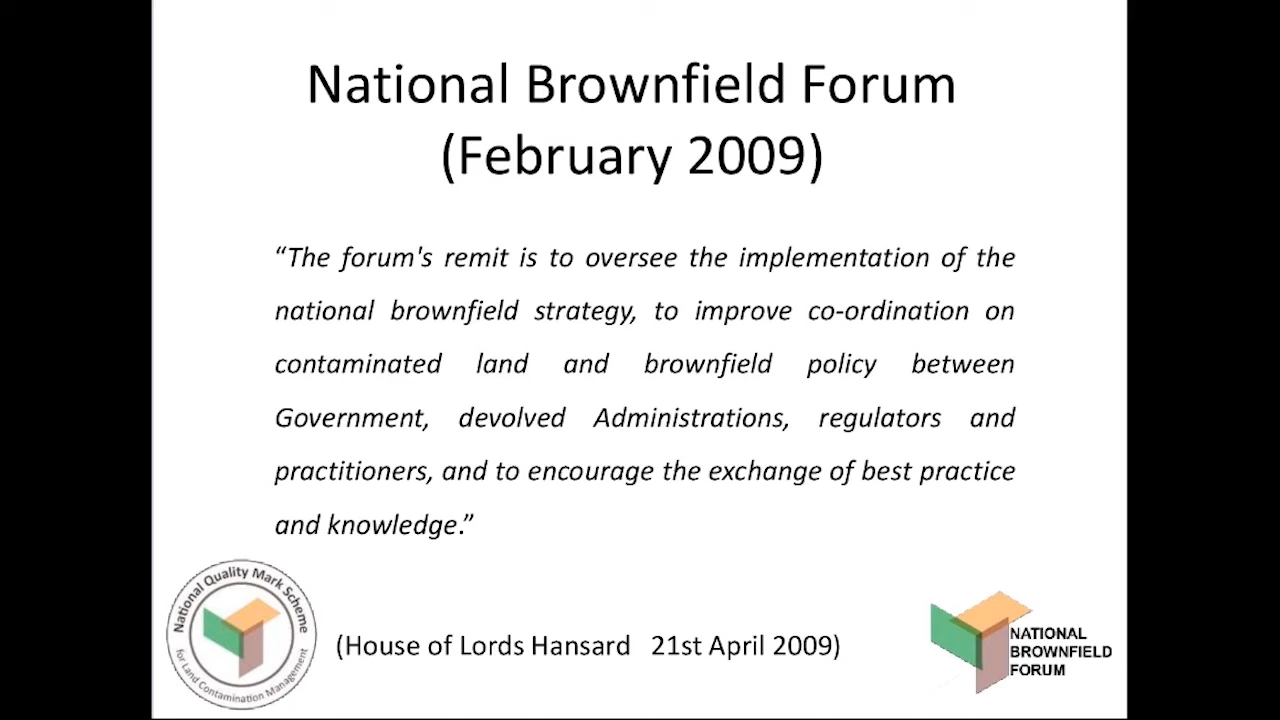 National Brownfield Forum
(February 2009)
“The forum's remit is to oversee the implementation of the
national brownfield strategy, to improve co-ordination on
contaminated land and brownfield policy between
Government, devolved Administrations, regulators and
practitioners, and to encourage the exchange of best practice
and knowledge.”
National Quality Mark Scheme
for Land Contamination Management
(House of Lords Hansard 21st April 2009)
NATIONAL
BROWNFIELD
FORUM